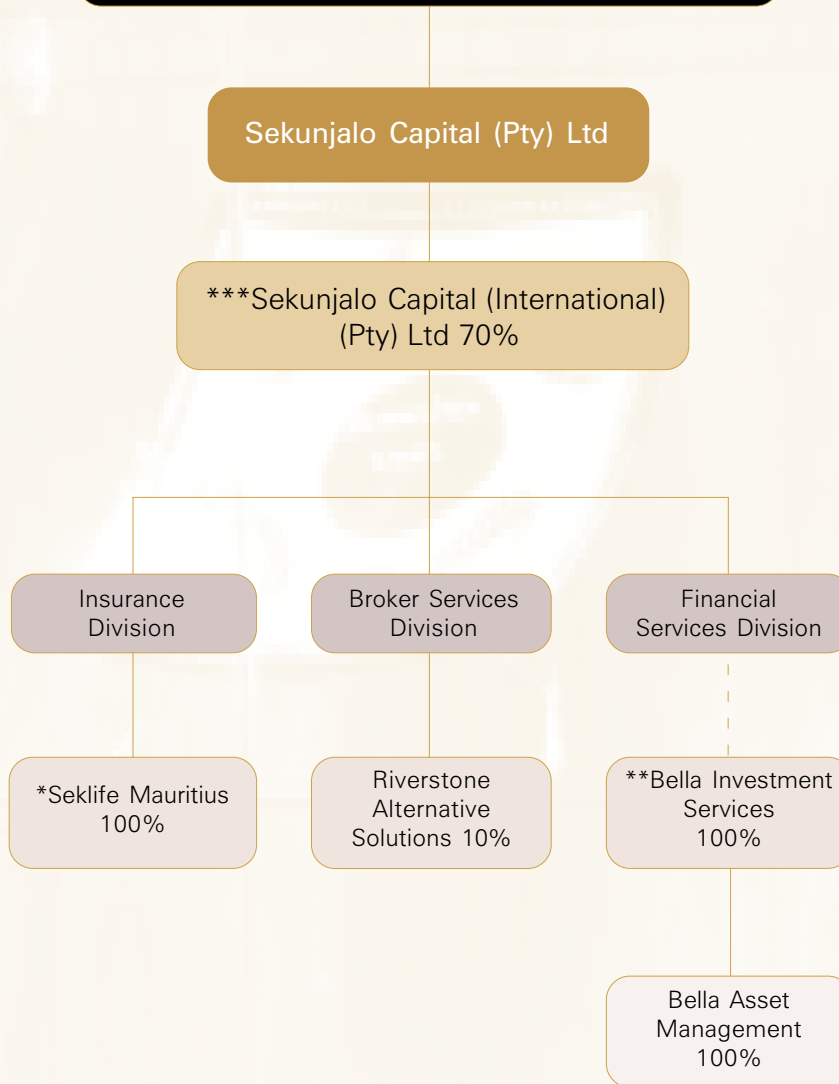 Sekunjalo Capital (Pty) Ltd
***Sekunjalo Capital (International)
(Pty) Ltd 70%
Insurance
Division
Broker Services
Division
Financial
Services Division
*Seklife Mauritius
100%
Riverstone
Alternative
Solutions 10%
**Bella Investment
Services
100%
Bella Asset
Management
100%